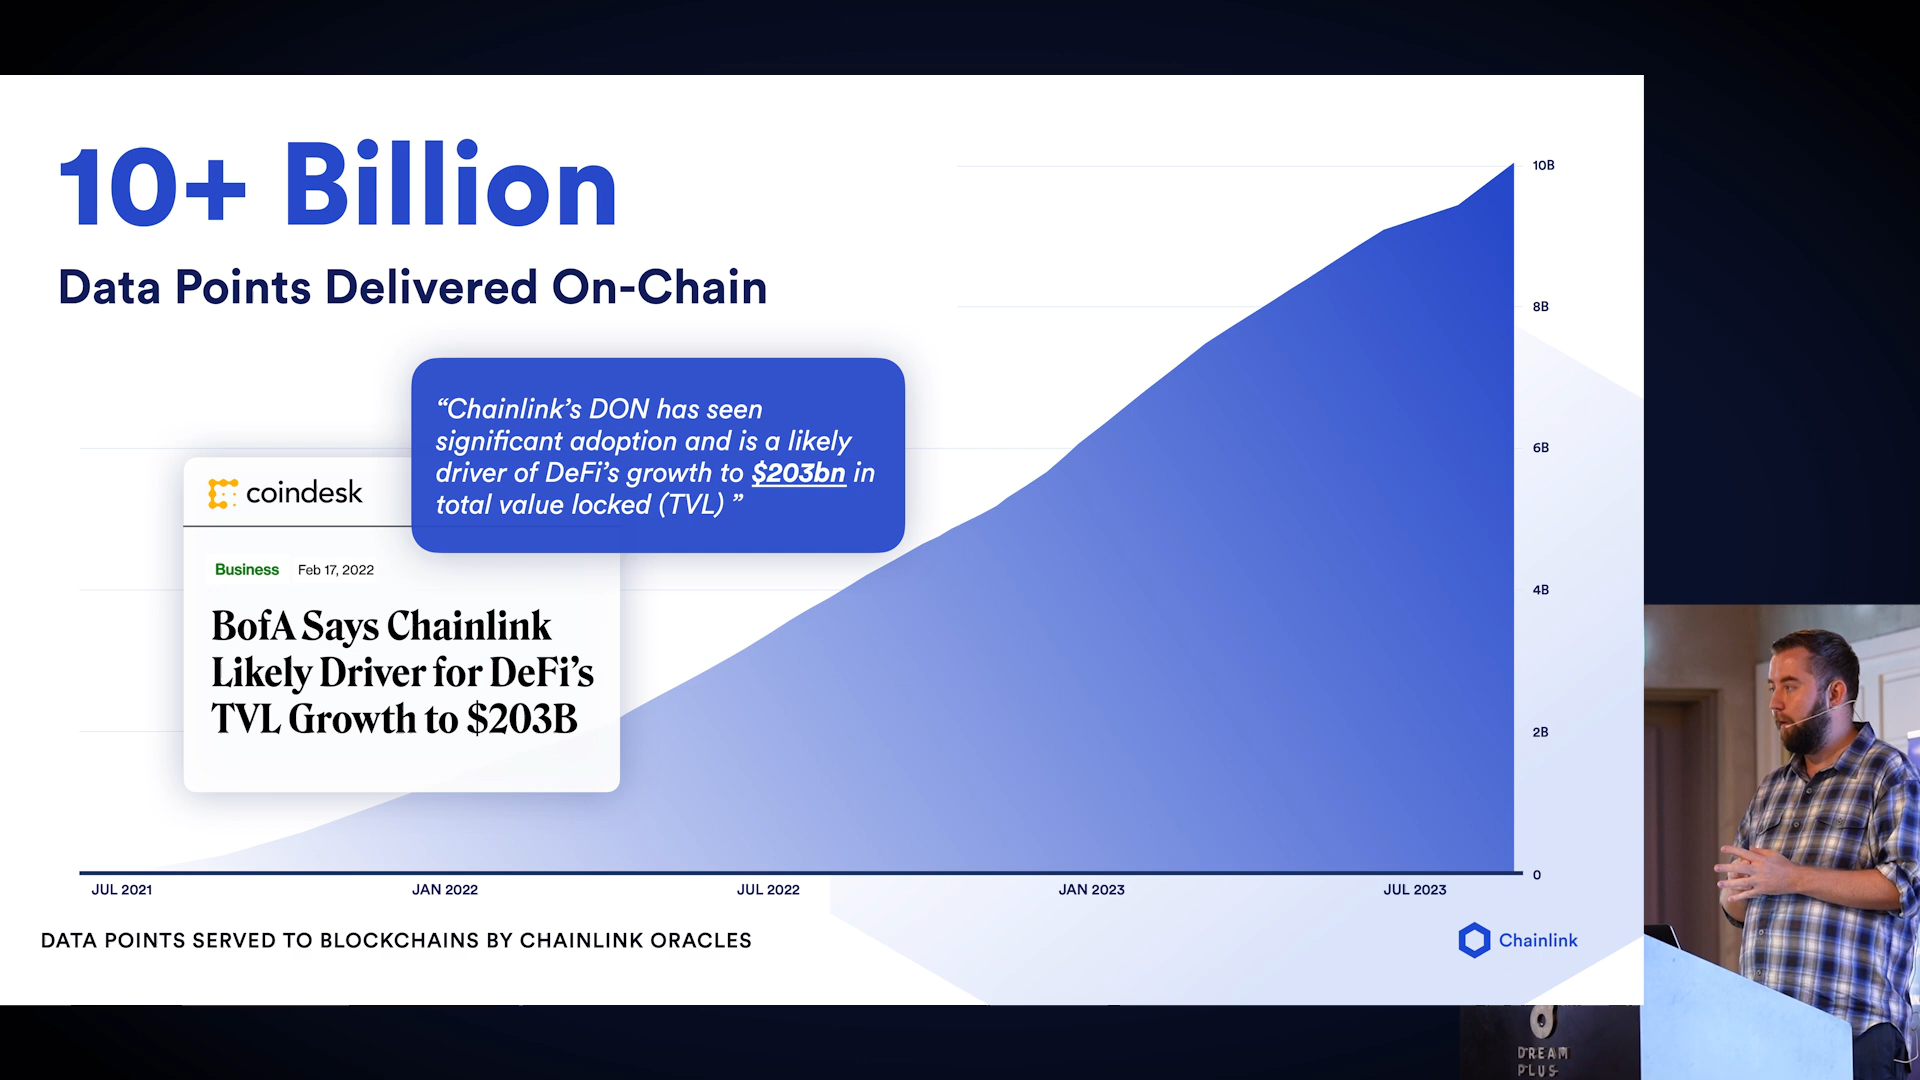 10+ Billion
Data Points Delivered On-Chain
“Chainlink’s DON has seen
significant adoption and is a likely
driver of DeFi’s growth to $203bn in
total value locked (TVL) ”
coindesk
Business Feb 17, 2022
BofA Says Chainlink
Likely Driver for DeFi’s
TVL Growth to $203B
10B
8B
6B
4B
2B
0
JUL 2021 JAN 2022 JUL 2022 JAN 2023 JUL 2023
DATA POINTS SERVED TO BLOCKCHAINS BY CHAINLINK ORACLES
Chainlink
DREAM
PLUS